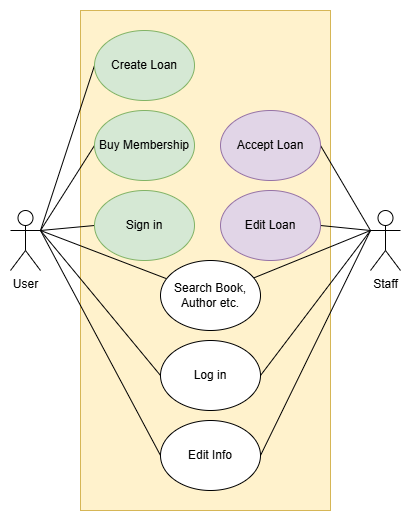 Create Loan
Buy Membership
Accept Loan
Sign in
Edit Loan
Search Book,
Author etc.
User
Staff
Log in
Edit Info